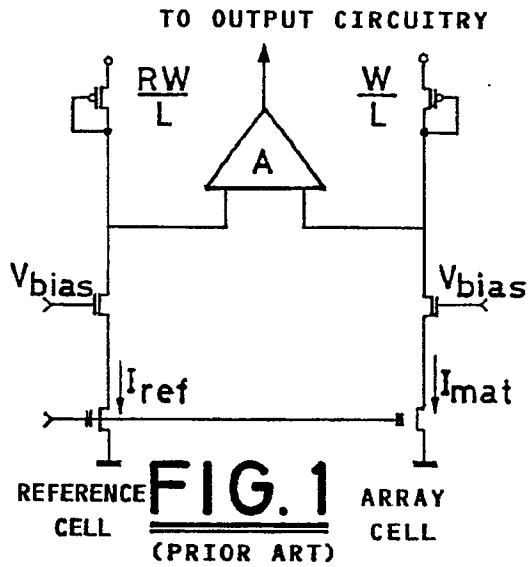 TO OUTPUT CIRCUITRY
RW/L
W/L
A
Vbias
Vbias
Iref
Imat
REFERENCE CELL
FIG.1
ARRAY CELL
(PRIOR ART)